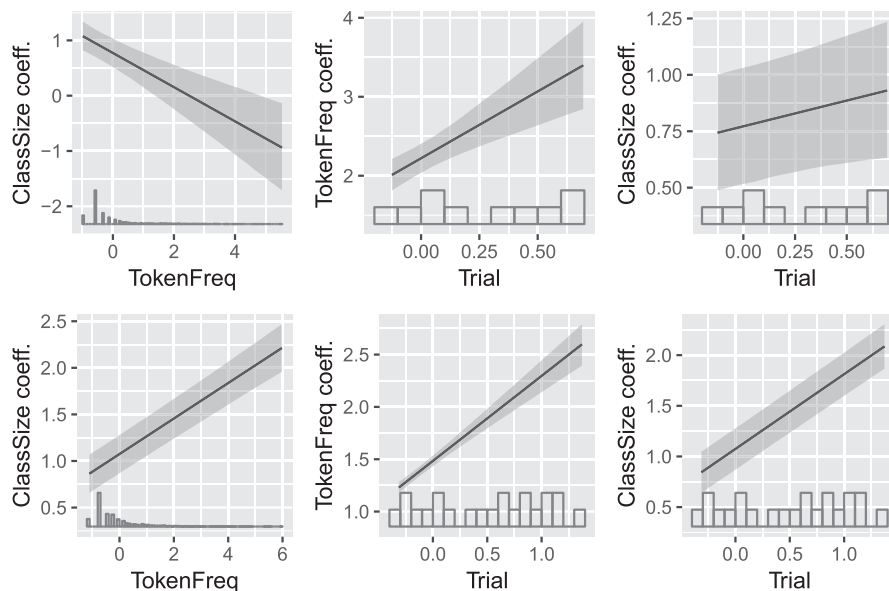 ClassSize coeff.
1
0
−1
−2
0 2 4
TokenFreq
TokenFreq coeff.
4
3
2
0.00 0.25 0.50
Trial
ClassSize coeff.
1.25
1.00
0.75
0.50
0.00 0.25 0.50
Trial
ClassSize coeff.
2.5
2.0
1.5
1.0
0.5
0 2 4 6
TokenFreq
TokenFreq coeff.
2.5
2.0
1.5
1.0
0.0 0.5 1.0
Trial
ClassSize coeff.
2.0
1.5
1.0
0.5
0.0 0.5 1.0
Trial